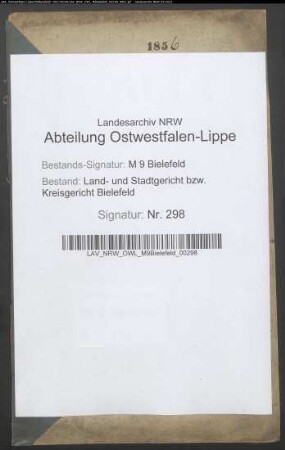 1856
Landesarchiv NRW
Abteilung Ostwestfalen-Lippe
Bestands-Signatur: M 9 Bielefeld
Bestand: Land- und Stadtgericht bzw.
Kreisgericht Bielefeld
Signatur: Nr. 298
LAV_NRW_OWL_M9Bielefeld_00298